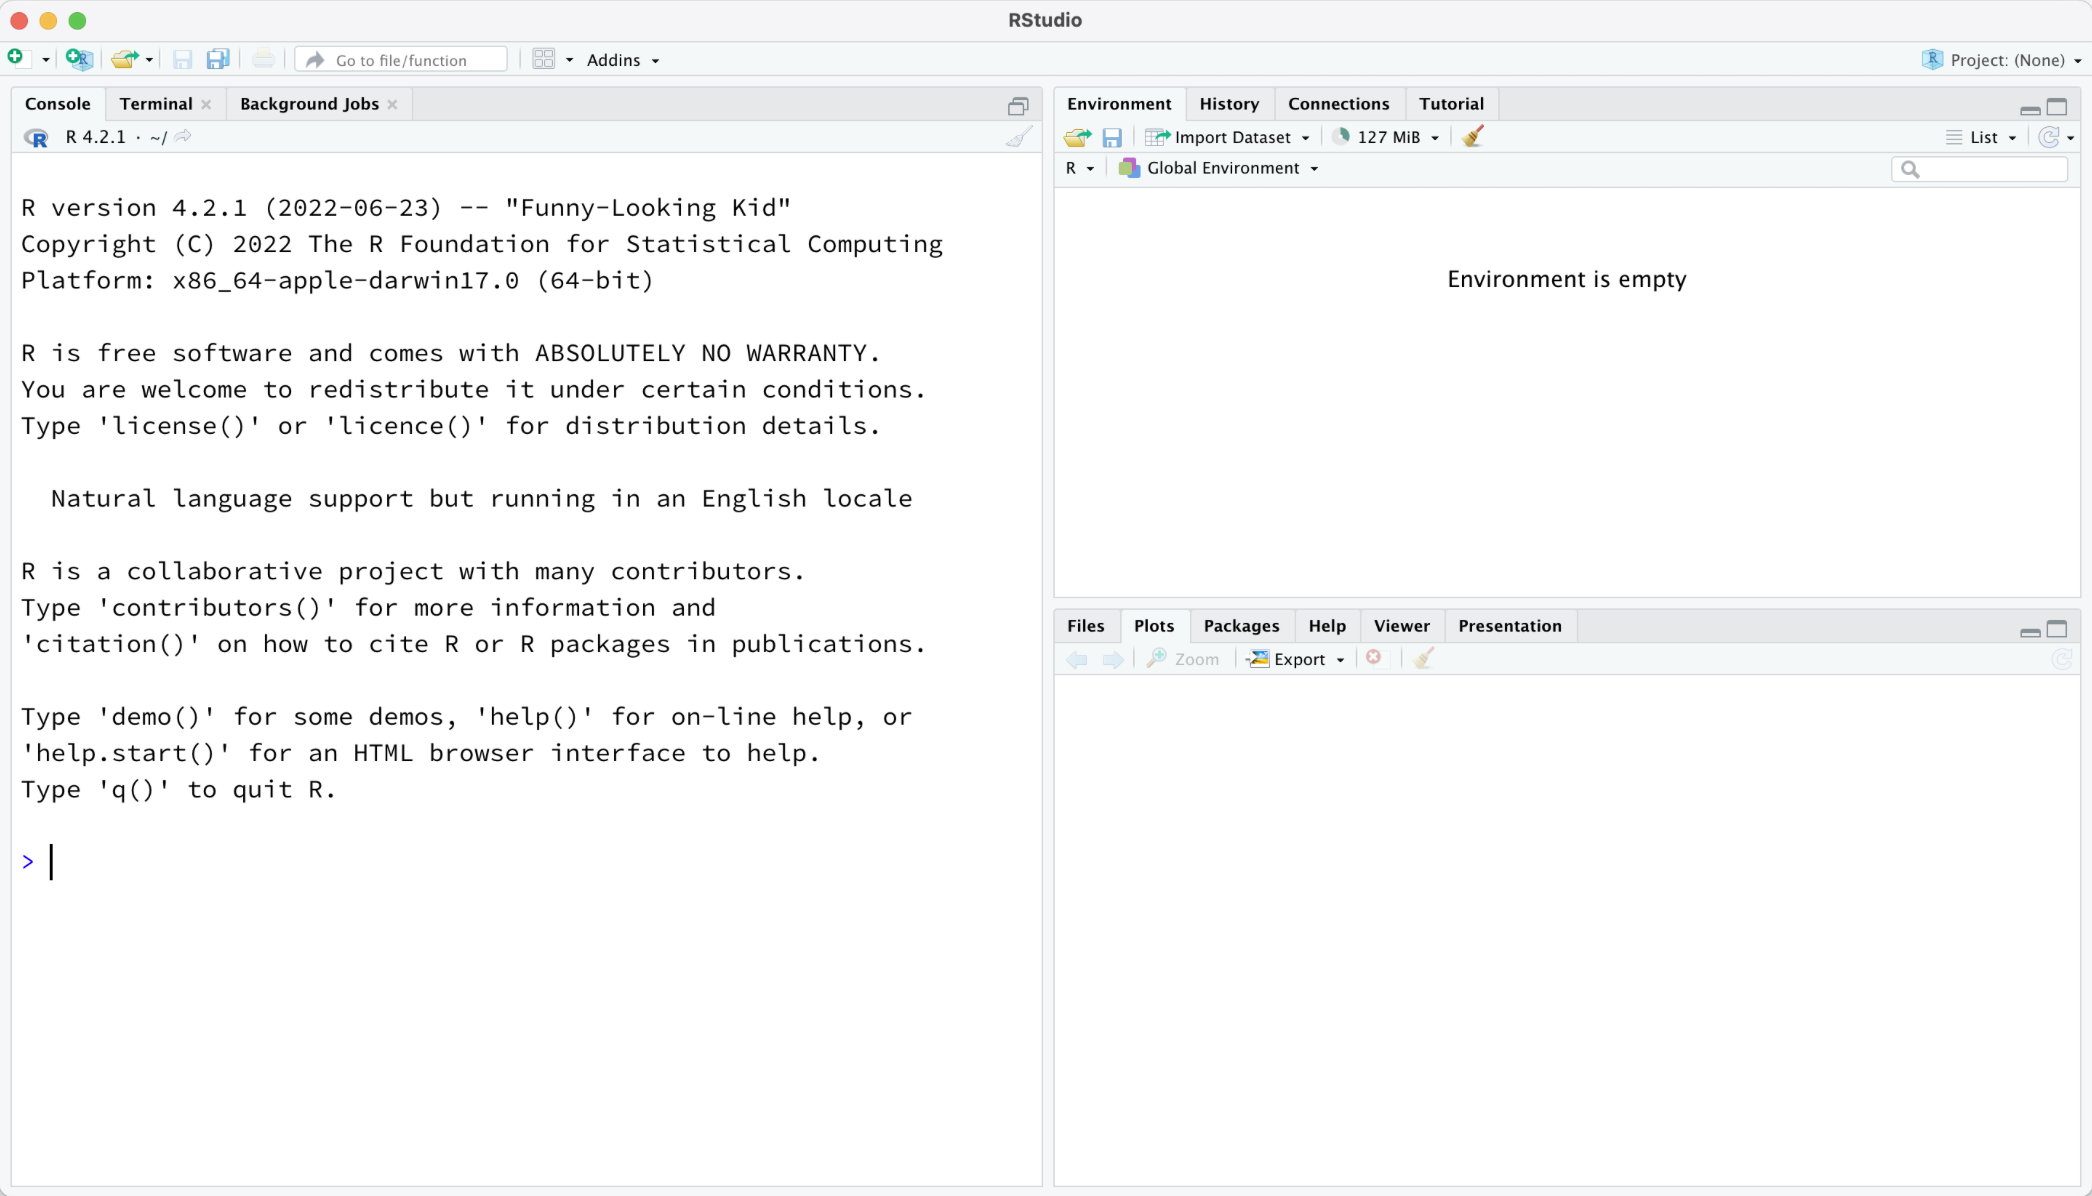 RStudio
Go to file/function
Addins
Project: (None)
Console Terminal Background Jobs
R 4.2.1 · ~/
R version 4.2.1 (2022-06-23) -- "Funny-Looking Kid"
Copyright (C) 2022 The R Foundation for Statistical Computing
Platform: x86_64-apple-darwin17.0 (64-bit)
R is free software and comes with ABSOLUTELY NO WARRANTY.
You are welcome to redistribute it under certain conditions.
Type 'license()' or 'licence()' for distribution details.
Natural language support but running in an English locale
R is a collaborative project with many contributors.
Type 'contributors()' for more information and
'citation()' on how to cite R or R packages in publications.
Type 'demo()' for some demos, 'help()' for on-line help, or
'help.start()' for an HTML browser interface to help.
Type 'q()' to quit R.
>
Environment History Connections Tutorial
Import Dataset 127 MiB List
R Global Environment
Environment is empty
Files Plots Packages Help Viewer Presentation
Zoom Export